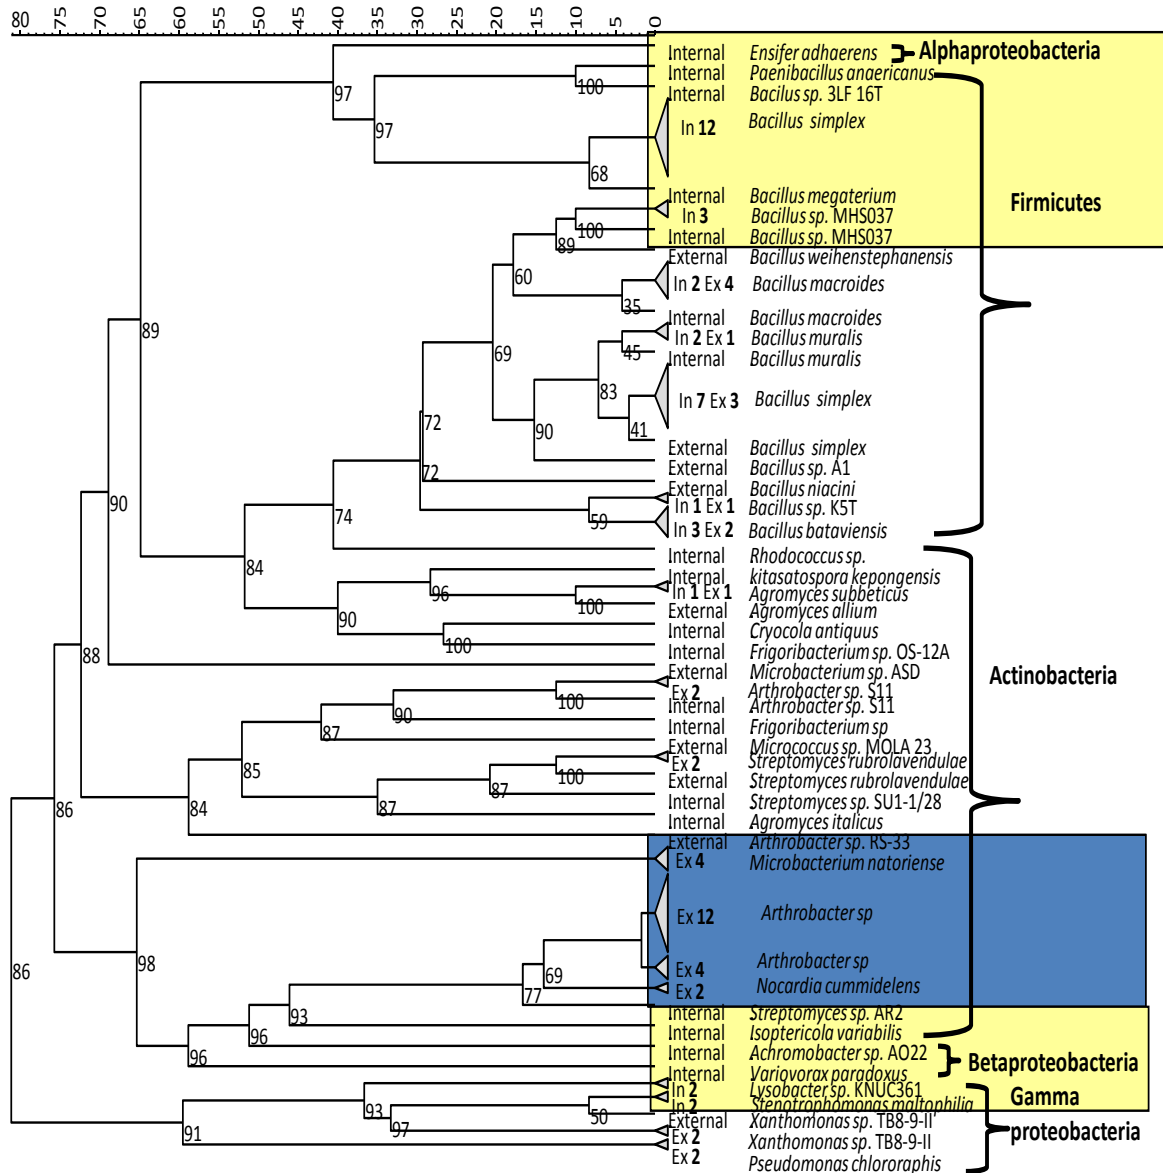 80 75 70 65 60 55 50 45 40 35 30 25 20 15 10 5 0
Internal Ensifer adhaerens Alphaproteobacteria
Internal Paenibacillus anaericanus
97 100
Internal Bacilus sp. 3LF 16T
In 12 Bacillus simplex
97
68
Internal Bacillus megaterium
Firmicutes
In 3 Bacillus sp. MHS037
100
Internal Bacillus sp. MHS037
89
External Bacillus weihenstephanensis
60
In 2 Ex 4 Bacillus macroides
35
Internal Bacillus macroides
89
In 2 Ex 1 Bacillus muralis
69 45
Internal Bacillus muralis
83
In 7 Ex 3 Bacillus simplex
72 90 41
External Bacillus simplex
External Bacillus sp. A1
72
External Bacillus niacini
90
In 1 Ex 1 Bacillus sp. K5T
74 59
In 3 Ex 2 Bacillus bataviensis
Internal Rhodococcus sp.
84
Internal kitasatospora kepongensis
In 1 Ex 1 Agromyces subbeticus
96 100
External Agromyces allium
90
Internal Cryocola antiquus
100
Internal Frigoribacterium sp. OS-12A
88
External Microbacterium sp. ASD
Actinobacteria
Ex 2 Arthrobacter sp. S11
100
Internal Arthrobacter sp. S11
90
Internal Frigoribacterium sp
87
External Micrococcus sp. MOLA 23
Ex 2 Streptomyces rubrolavendulae
85 100
External Streptomyces rubrolavendulae
87
Internal Streptomyces sp. SU1-1/28
86 84 87
Internal Agromyces italicus
External Arthrobacter sp. RS-33
Ex 4 Microbacterium natoriense
Ex 12 Arthrobacter sp
98
86
Ex 4 Arthrobacter sp
69
Ex 2 Nocardia cummidelens
77
Internal Streptomyces sp. AR2
93
Internal Isoptericola variabilis
96
Internal Achromobacter sp. AO22
Betaproteobacteria
96
Internal Variovorax paradoxus
In 2 Lysobacter sp. KNUC361
Gamma
In 2 Stenotrophomonas maltophilia
93 50
External Xanthomonas sp. TB8-9-II
proteobacteria
91 97
Ex 2 Xanthomonas sp. TB8-9-II
Ex 2 Pseudomonas chlororaphis